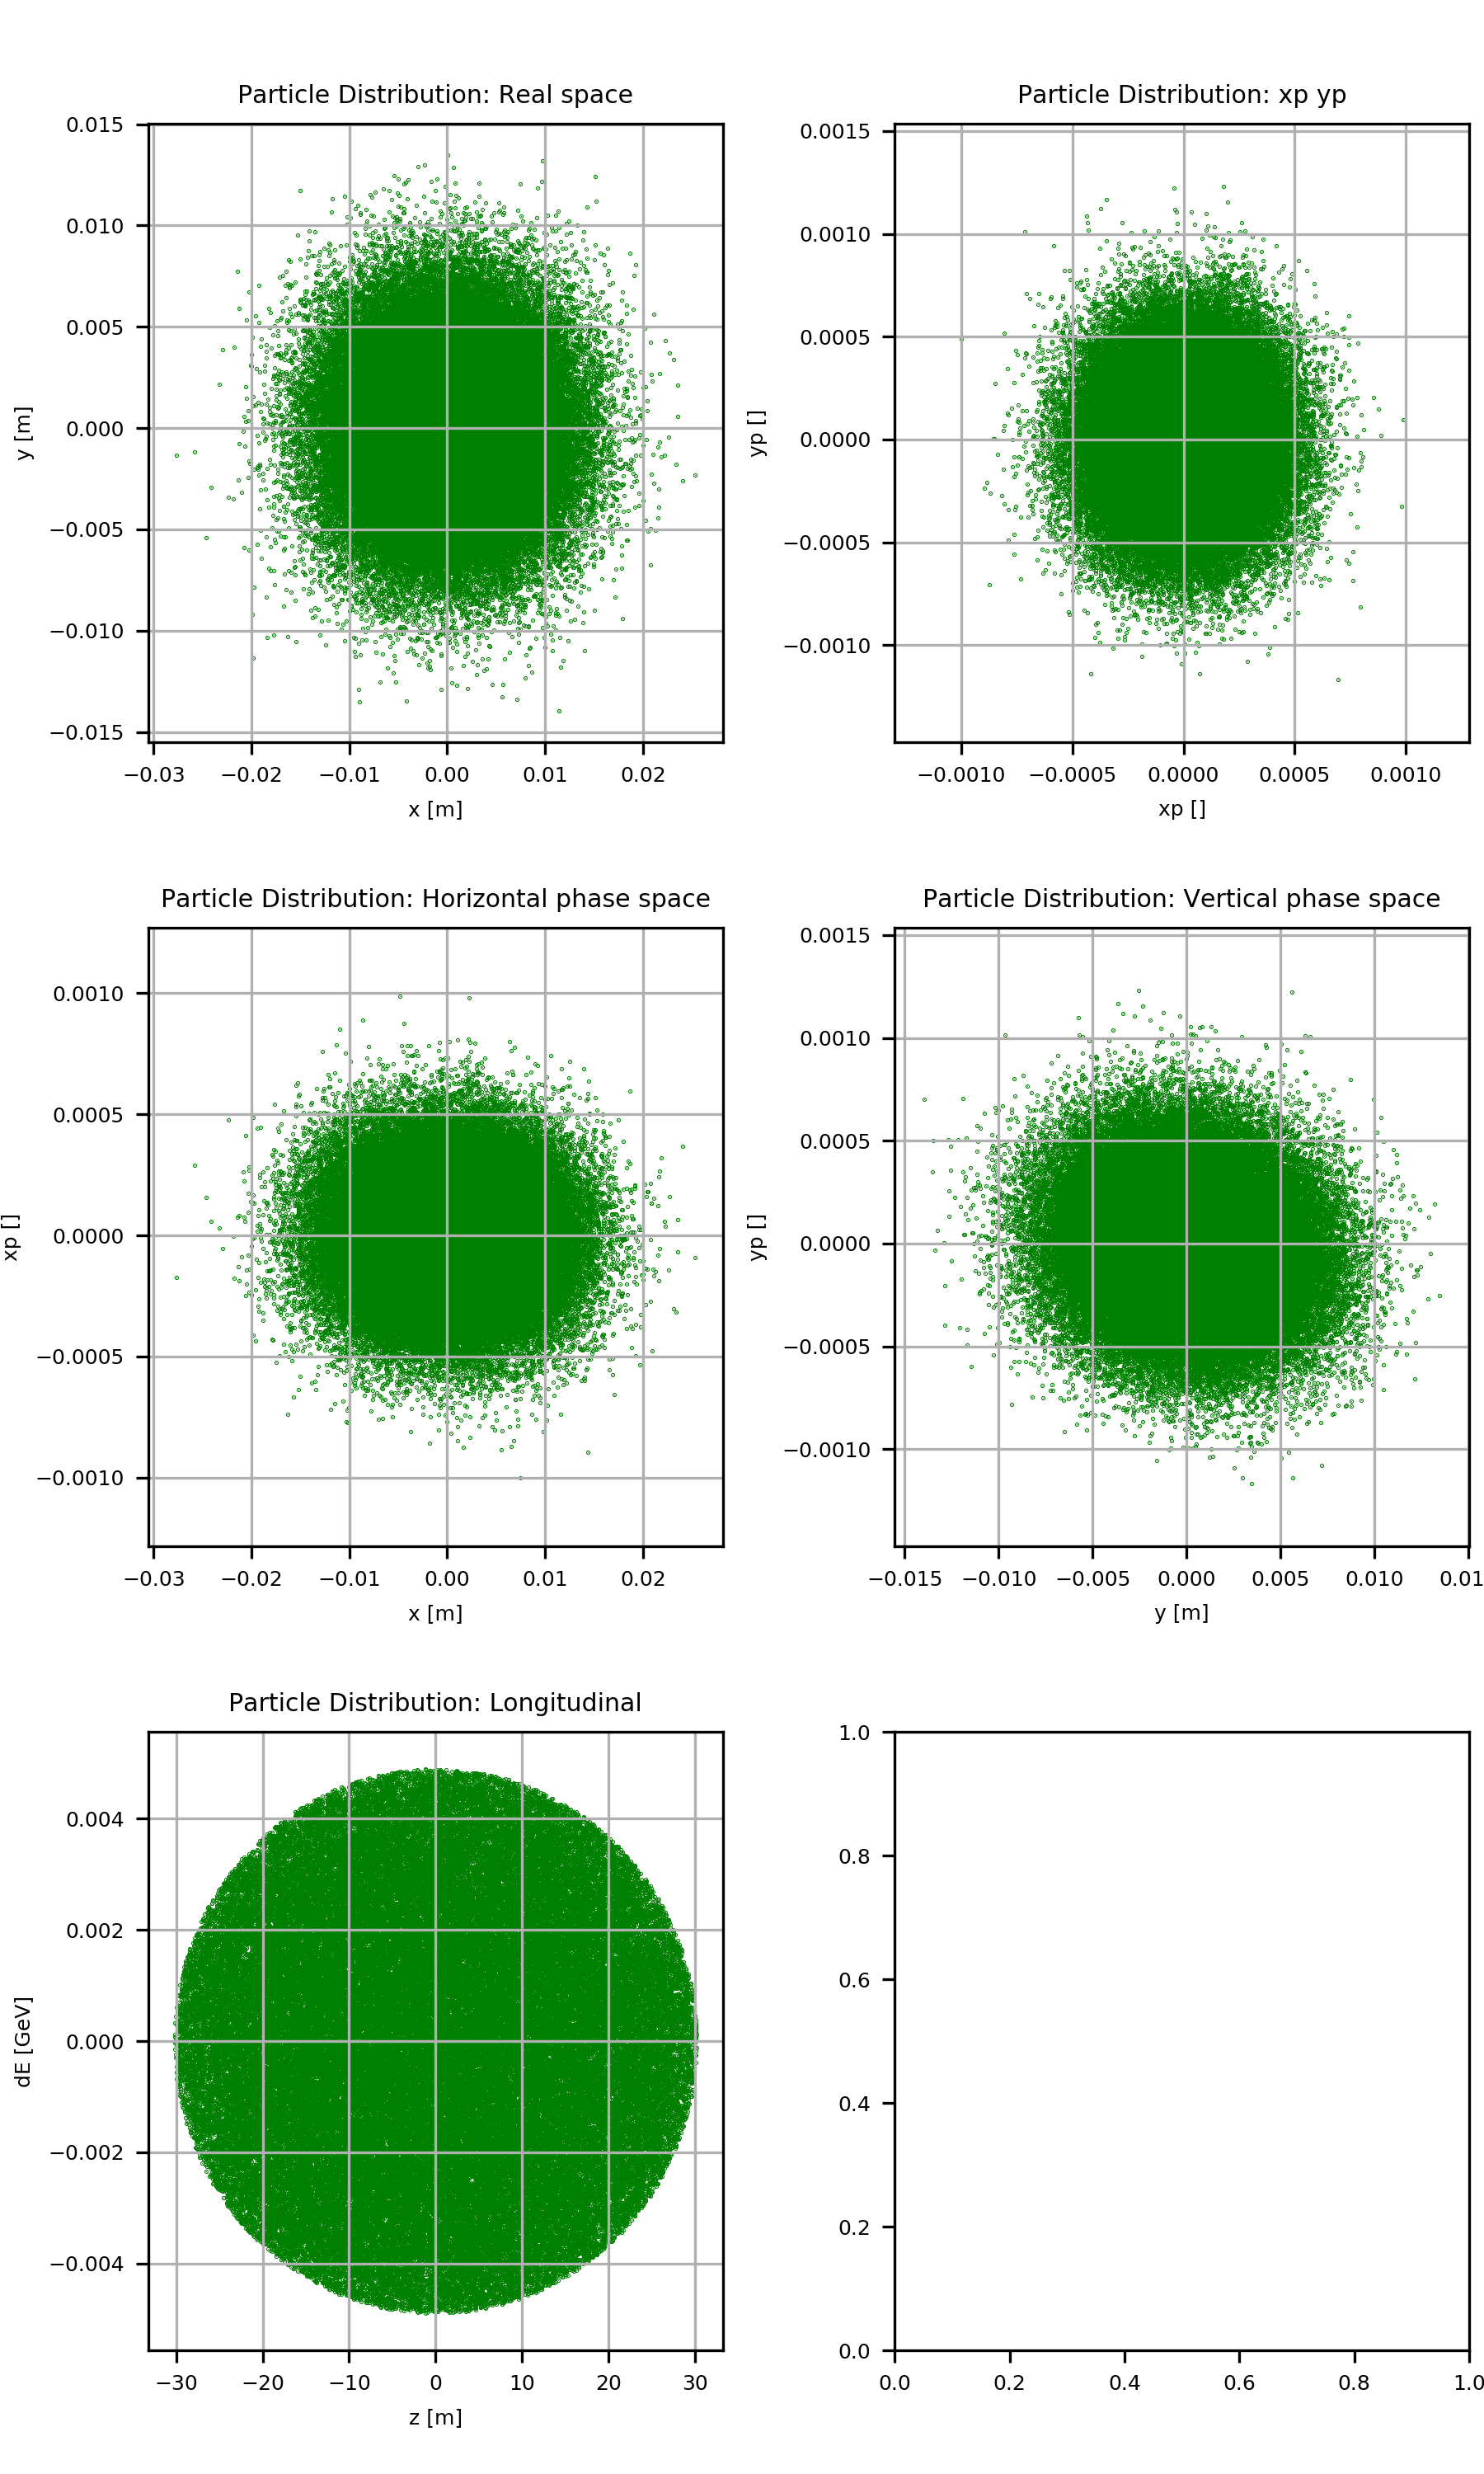 Particle Distribution: Real space
0.015
0.010
0.005
0.000
−0.005
−0.010
−0.015
y [m]
−0.03 −0.02 −0.01 0.00 0.01 0.02
x [m]
Particle Distribution: xp yp
0.0015
0.0010
0.0005
0.0000
−0.0005
−0.0010
yp []
−0.0010 −0.0005 0.0000 0.0005 0.0010
xp []
Particle Distribution: Horizontal phase space
0.0010
0.0005
0.0000
−0.0005
−0.0010
xp []
−0.03 −0.02 −0.01 0.00 0.01 0.02
x [m]
Particle Distribution: Vertical phase space
0.0015
0.0010
0.0005
0.0000
−0.0005
−0.0010
yp []
−0.015 −0.010 −0.005 0.000 0.005 0.010 0.01
y [m]
Particle Distribution: Longitudinal
0.004
0.002
0.000
−0.002
−0.004
dE [GeV]
−30 −20 −10 0 10 20 30
z [m]
1.0
0.8
0.6
0.4
0.2
0.0
0.0 0.2 0.4 0.6 0.8 1.0